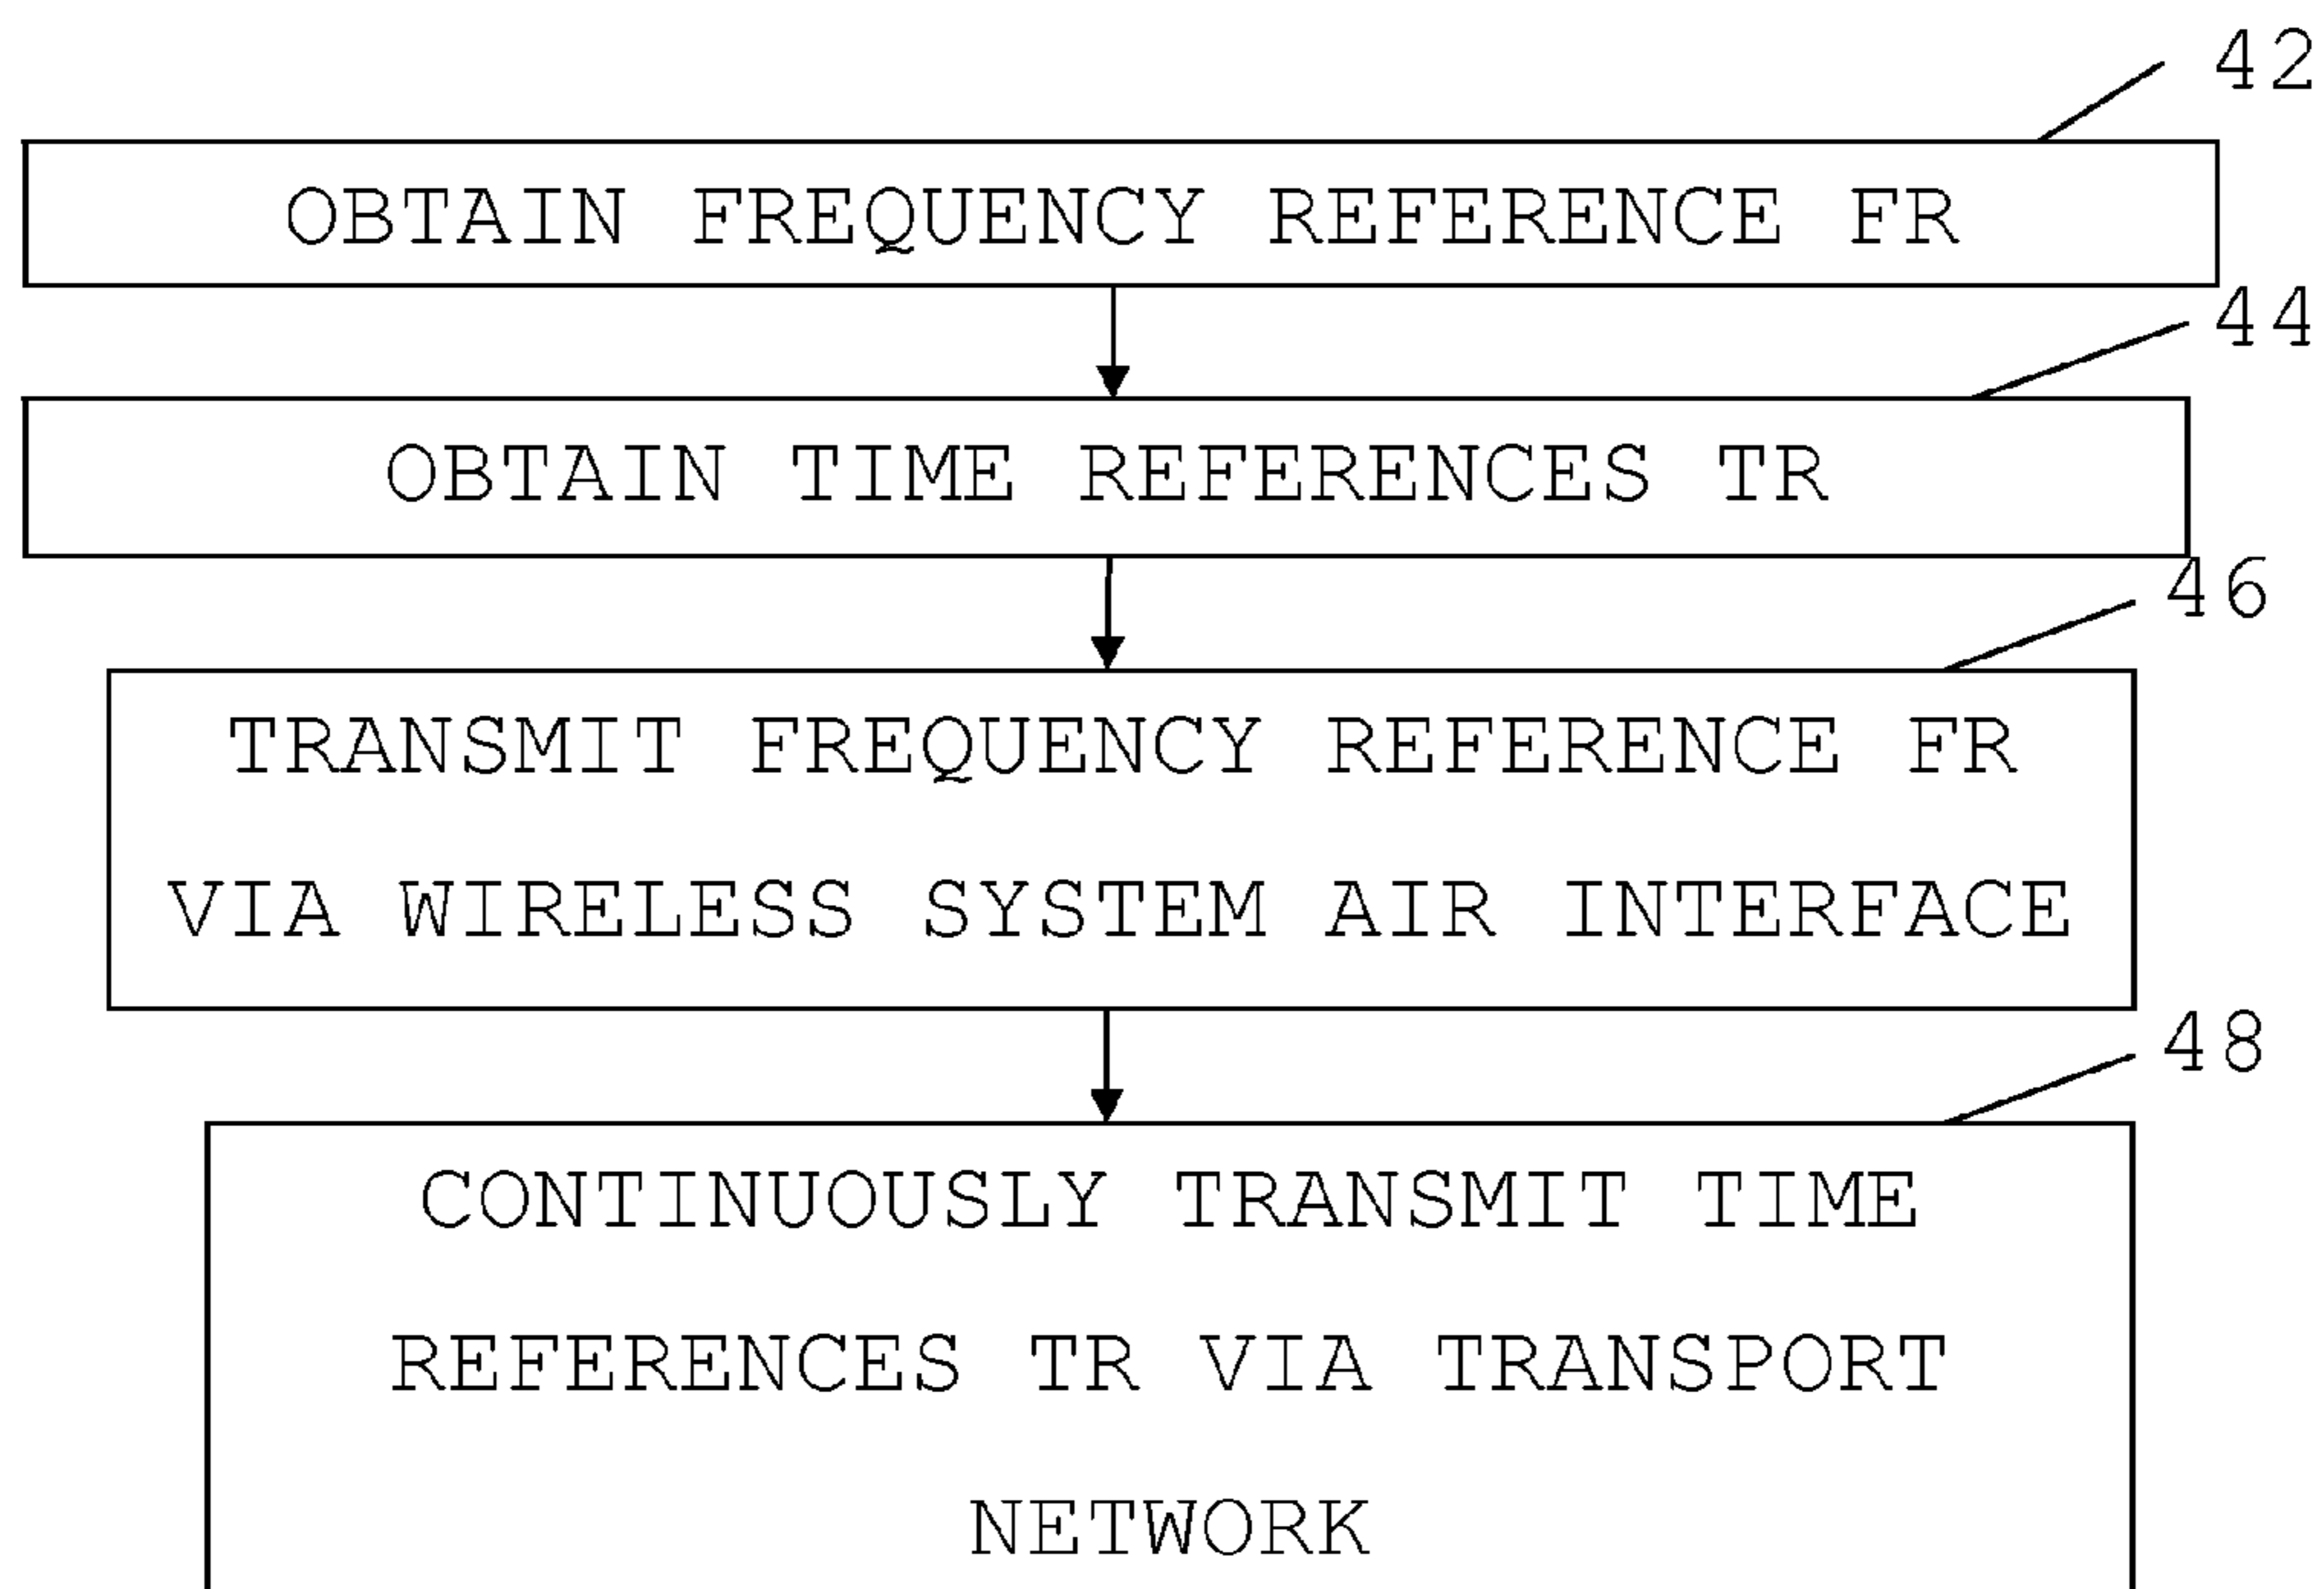 42
OBTAIN FREQUENCY REFERENCE FR
44
OBTAIN TIME REFERENCES TR
46
TRANSMIT FREQUENCY REFERENCE FR
VIA WIRELESS SYSTEM AIR INTERFACE
48
CONTINUOUSLY TRANSMIT TIME
REFERENCES TR VIA TRANSPORT
NETWORK